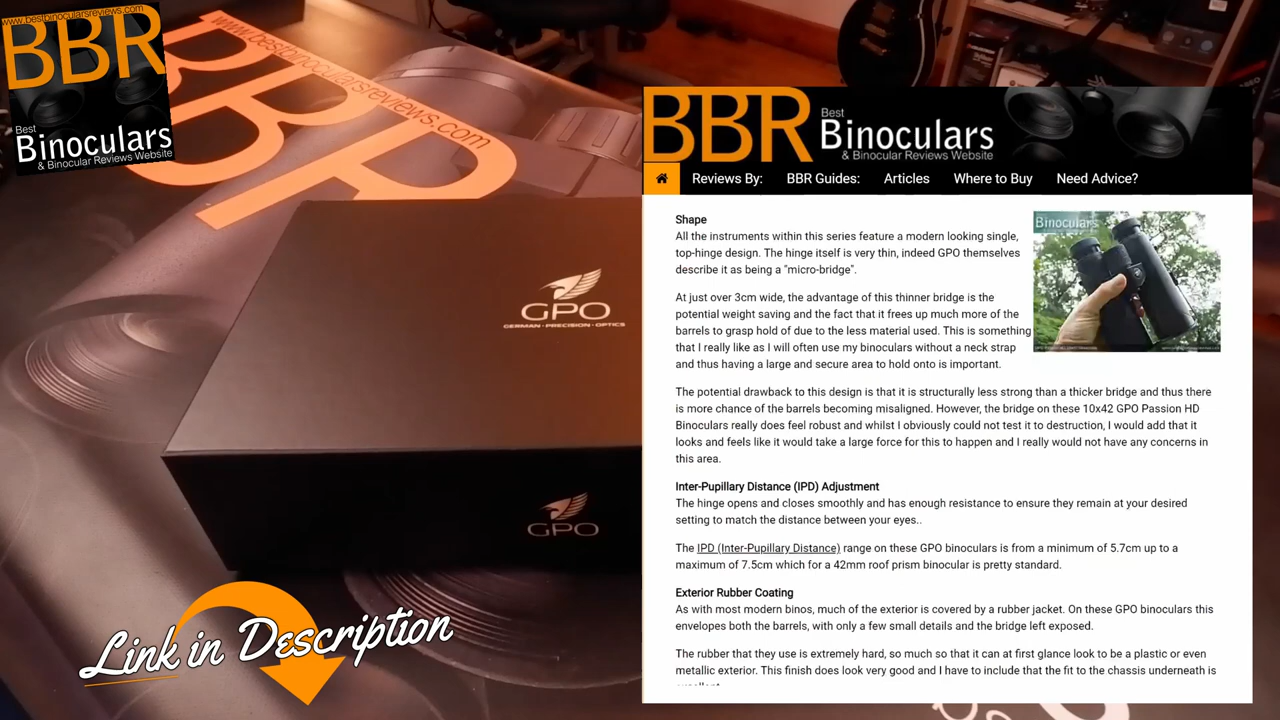 www.bestbinocularsreviews.com
BBR
Best
Binoculars
& Binocular Reviews Website
www.bestbinocularsreviews.com
BBR
GPO
GERMAN·PRECISION·OPTICS
GPO
Link in Description
BBR
Best
Binoculars
& Binocular Reviews Website
Reviews By: BBR Guides: Articles Where to Buy Need Advice?
Shape
All the instruments within this series feature a modern looking single,
top-hinge design. The hinge itself is very thin, indeed GPO themselves
describe it as being a "micro-bridge".
Binoculars
At just over 3cm wide, the advantage of this thinner bridge is the
potential weight saving and the fact that it frees up much more of the
barrels to grasp hold of due to the less material used. This is something
that I really like as I will often use my binoculars without a neck strap
and thus having a large and secure area to hold onto is important.
The potential drawback to this design is that it is structurally less strong than a thicker bridge and thus there
is more chance of the barrels becoming misaligned. However, the bridge on these 10x42 GPO Passion HD
Binoculars really does feel robust and whilst I obviously could not test it to destruction, I would add that it
looks and feels like it would take a large force for this to happen and I really would not have any concerns in
this area.
Inter-Pupillary Distance (IPD) Adjustment
The hinge opens and closes smoothly and has enough resistance to ensure they remain at your desired
setting to match the distance between your eyes..
The IPD (Inter-Pupillary Distance) range on these GPO binoculars is from a minimum of 5.7cm up to a
maximum of 7.5cm which for a 42mm roof prism binocular is pretty standard.
Exterior Rubber Coating
As with most modern binos, much of the exterior is covered by a rubber jacket. On these GPO binoculars this
envelopes both the barrels, with only a few small details and the bridge left exposed.
The rubber that they use is extremely hard, so much so that it can at first glance look to be a plastic or even
metallic exterior. This finish does look very good and I have to include that the fit to the chassis underneath is